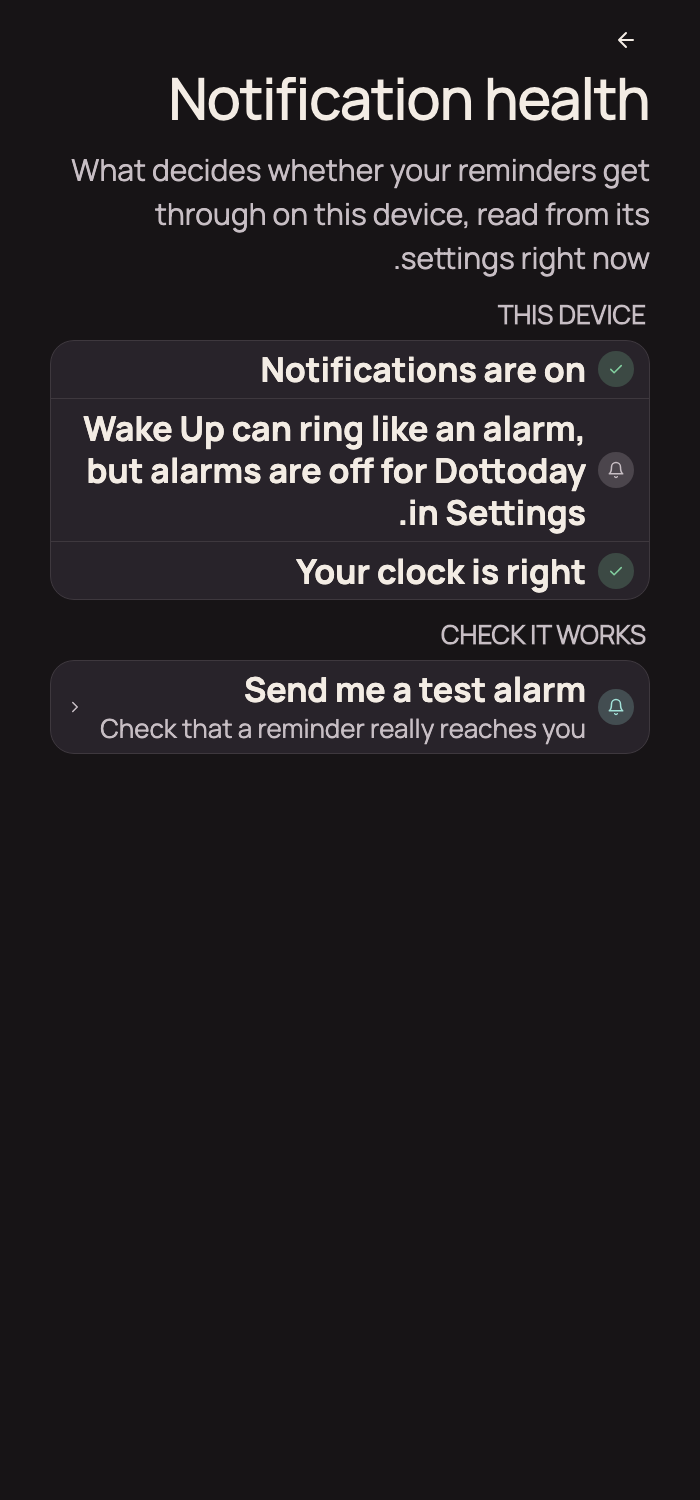 Notification health
What decides whether your reminders get
through on this device, read from its
settings right now.
THIS DEVICE
Notifications are on
Wake Up can ring like an alarm,
but alarms are off for Dottoday
in Settings.
Your clock is right
CHECK IT WORKS
Send me a test alarm
Check that a reminder really reaches you